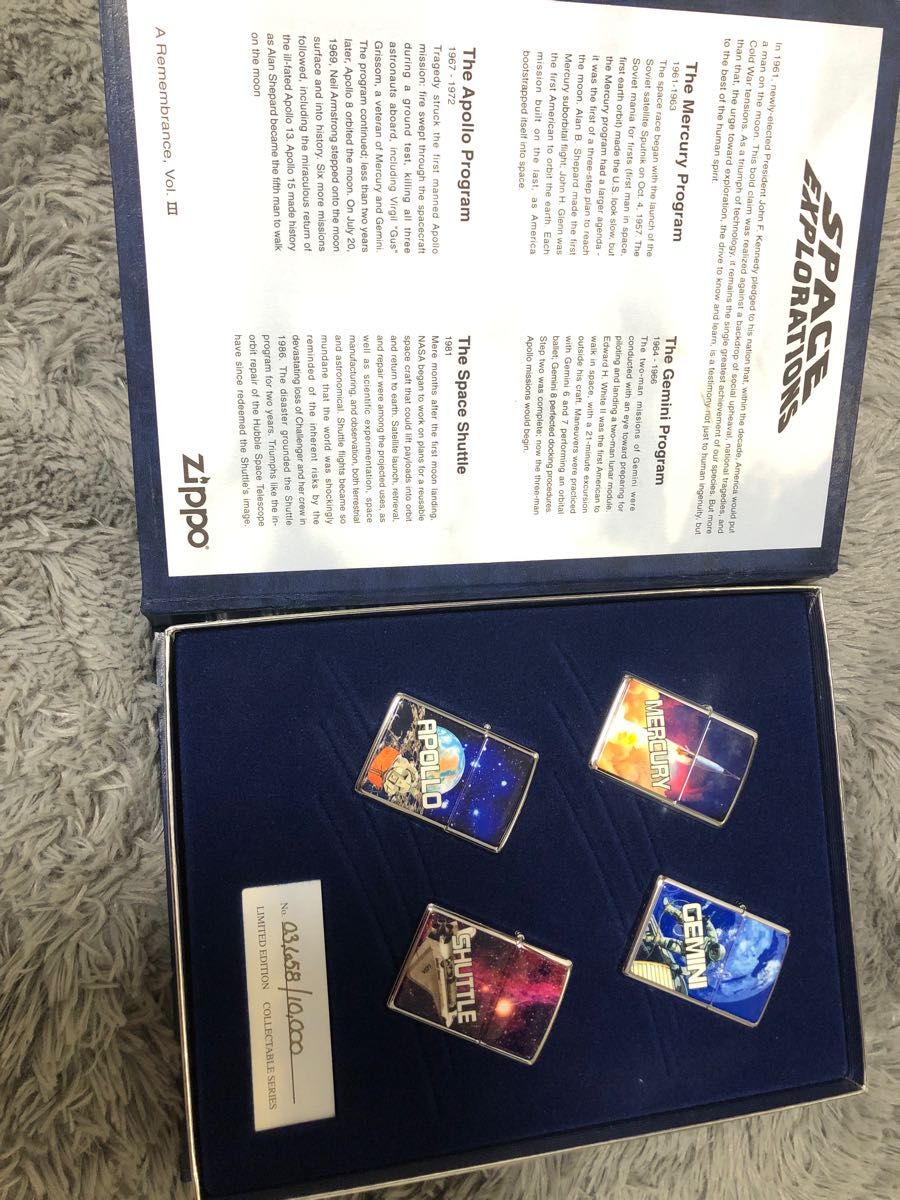 SPACE
EXPLORATIONS
In 1961, newly-elected President John F. Kennedy pledged to his nation that, within the decade, America would put
a man on the moon. This bold claim was realized against a backdrop of social upheaval, national tragedies, and
Cold War tensions. As a triumph of technology, it remains the single greatest achievement of our species. But more
than that, the urge toward exploration, the drive to know and learn, is a testimony not just to human ingenuity, but
to the best of the human spirit.
The Mercury Program
1961-1963
The space race began with the launch of the
Soviet satellite Sputnik on Oct. 4, 1957. The
Soviet mania for firsts (first man in space,
first earth orbit) made the U.S. look slow, but
the Mercury program had a larger agenda -
it was the first of a three-step plan to reach
the moon. Alan B. Shepard made the first
Mercury suborbital flight; John H. Glenn was
the first American to orbit the earth. Each
mission built on the last, as America
bootstrapped itself into space.
The Gemini Program
1964 - 1966
The two-man missions of Gemini were
conducted with an eye toward preparing for
piloting and landing a two-man lunar module.
Edward H. White II was the first American to
walk in space, with a 21-minute excursion
outside his craft. Maneuvers were practiced
with Gemini 6 and 7 performing an orbital
ballet; Gemini 8 perfected docking procedures.
Step two was complete; now the three-man
Apollo missions would begin.
The Apollo Program
1967 - 1972
Tragedy struck the first manned Apollo
mission: fire swept through the spacecraft
during a ground test, killing all three
astronauts aboard, including Virgil "Gus"
Grissom, a veteran of Mercury and Gemini.
The program continued; less than two years
later, Apollo 8 orbited the moon. On July 20,
1969, Neil Armstrong stepped onto the moon
surface and into history. Six more missions
followed, including the miraculous return of
the ill-fated Apollo 13. Apollo 15 made history
as Alan Shepard became the fifth man to walk
on the moon
The Space Shuttle
1981
Mere months after the first moon landing,
NASA began to work on plans for a reusable
space craft that could lift payloads into orbit
and return to earth. Satellite launch, retrieval,
and repair were among the projected uses, as
well as scientific experimentation, space
manufacturing, and observation, both terrestrial
and astronomical. Shuttle flights became so
mundane that the world was shockingly
reminded of the inherent risks by the
devastating loss of Challenger and her crew in
1986. The disaster grounded the Shuttle
program for two years. Triumphs like the in-
orbit repair of the Hubble Space Telescope
have since redeemed the Shuttle's image.
A Remembrance, Vol. III
Zippo®
MERCURY
GEMINI
APOLLO
SHUTTLE
No. 03,658/10,000
LIMITED EDITION COLLECTABLE SERIES